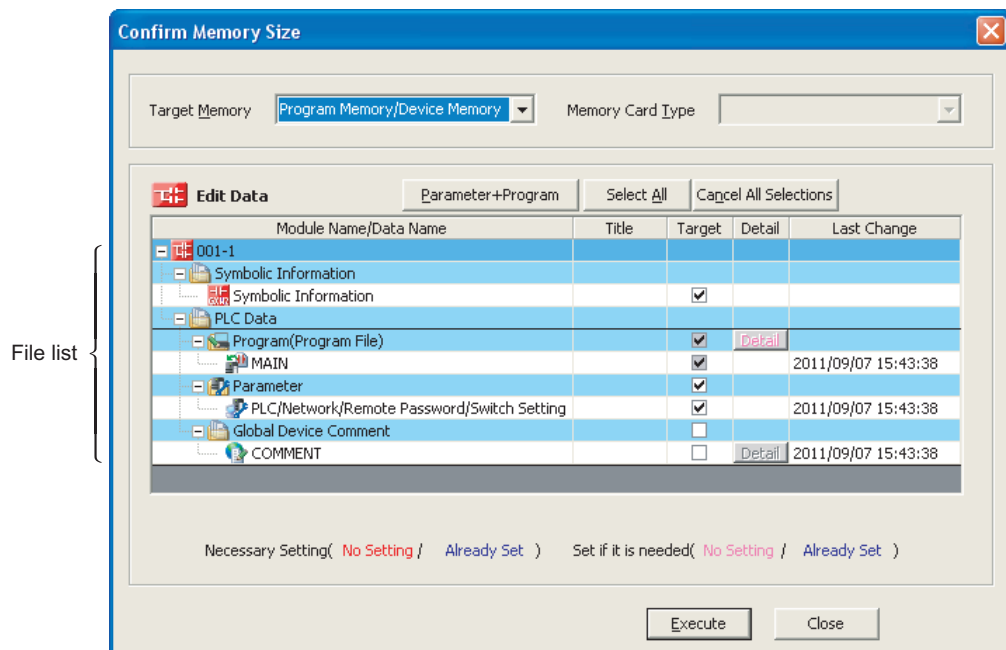 Confirm Memory Size
Target Memory Program Memory/Device Memory Memory Card Type
Edit Data Parameter+Program Select All Cancel All Selections
Module Name/Data Name Title Target Detail Last Change
001-1
Symbolic Information
Symbolic Information
PLC Data
Program(Program File) Detail
File list
MAIN 2011/09/07 15:43:38
Parameter
PLC/Network/Remote Password/Switch Setting 2011/09/07 15:43:38
Global Device Comment
COMMENT Detail 2011/09/07 15:43:38
Necessary Setting( No Setting / Already Set ) Set if it is needed( No Setting / Already Set )
Execute Close